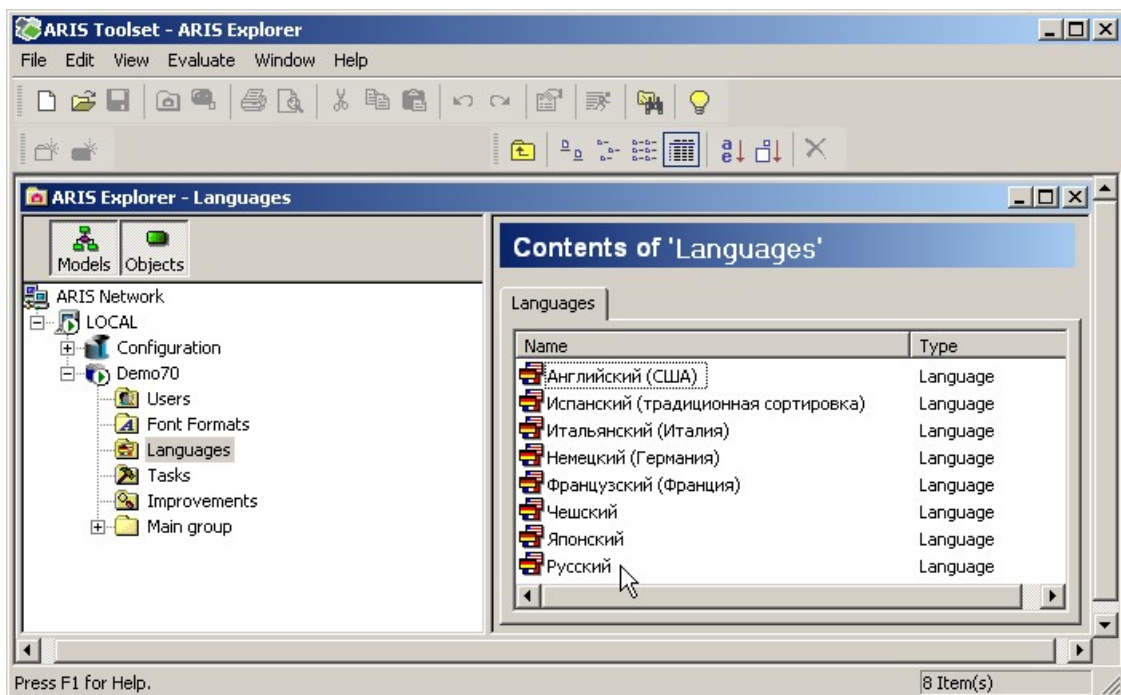 ARIS Toolset - ARIS Explorer
File Edit View Evaluate Window Help
ARIS Explorer - Languages
Models Objects
ARIS Network
LOCAL
Configuration
Demo70
Users
Font Formats
Languages
Tasks
Improvements
Main group
Contents of 'Languages'
Languages
Name Type
Английский (США) Language
Испанский (традиционная сортировка) Language
Итальянский (Италия) Language
Немецкий (Германия) Language
Французский (Франция) Language
Чешский Language
Японский Language
Русский Language
Press F1 for Help. 8 Item(s)